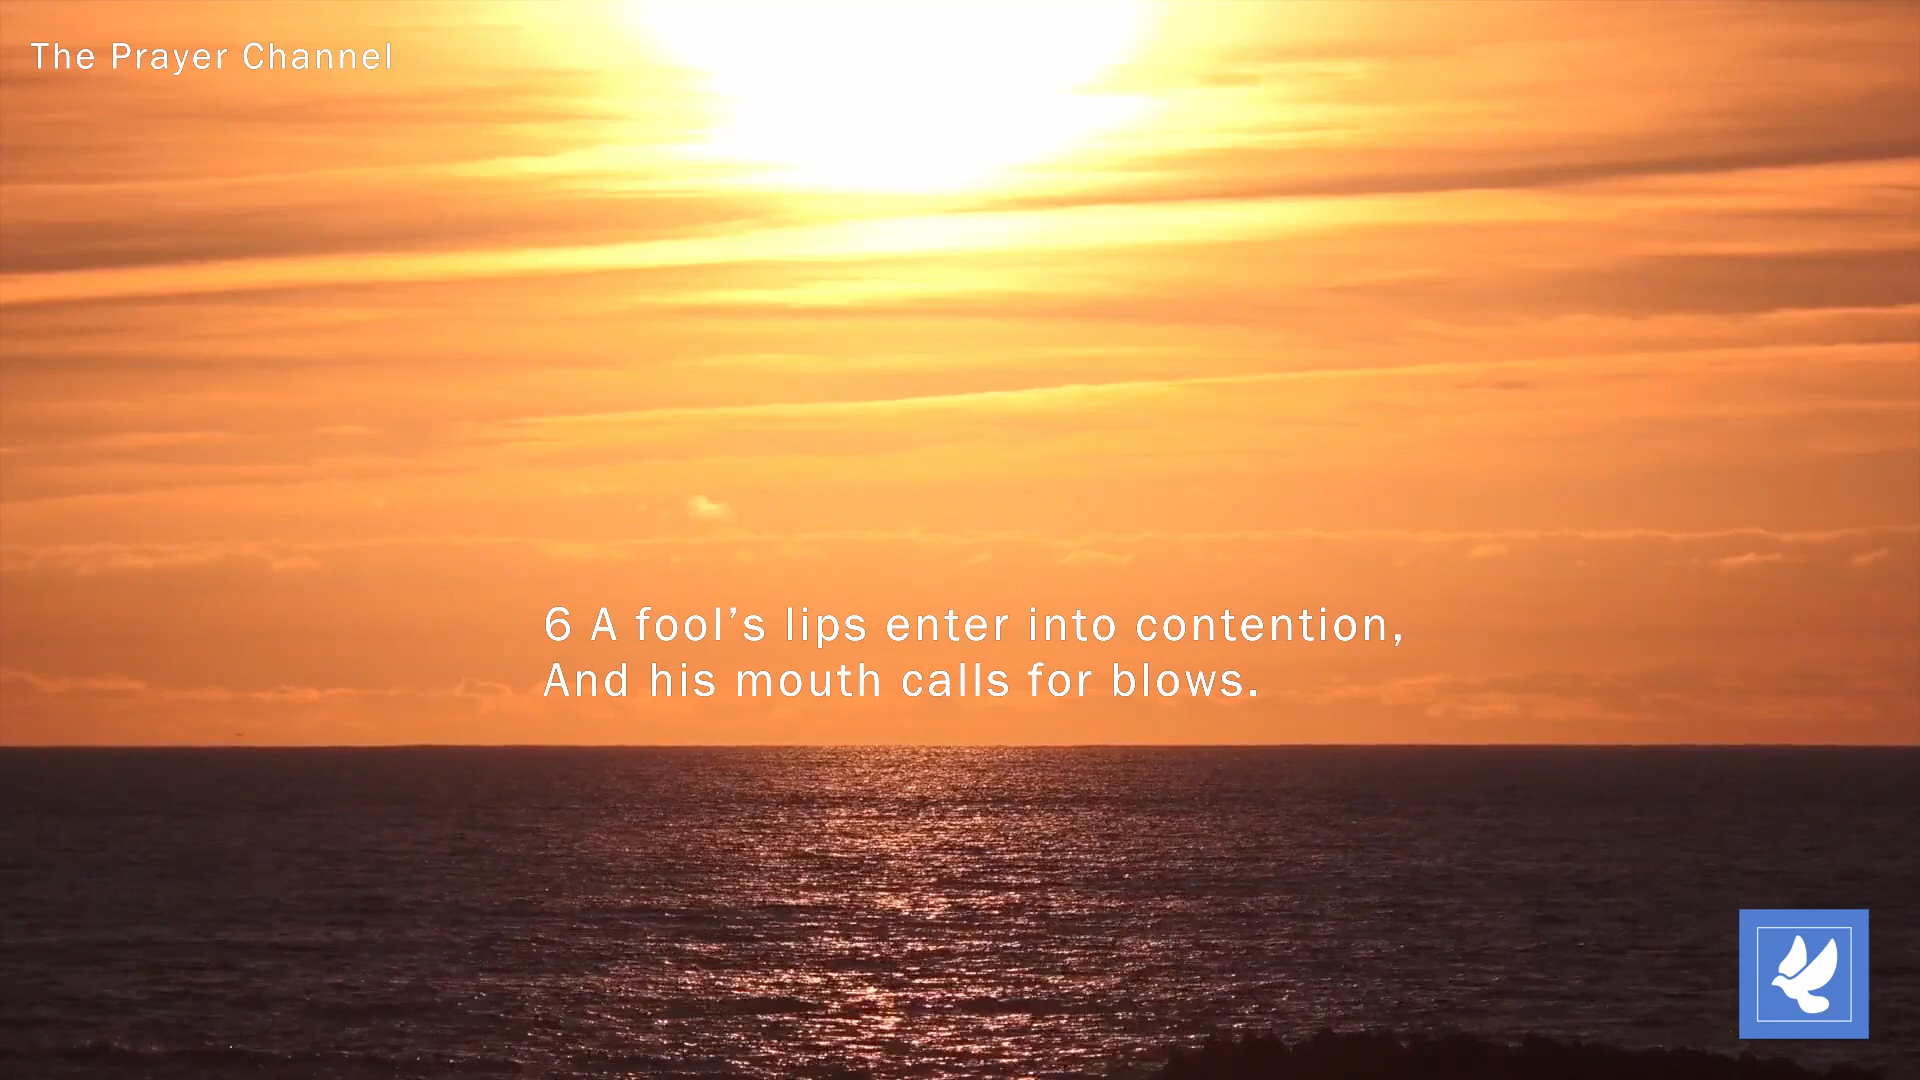 The Prayer Channel
6 A fool’s lips enter into contention,
And his mouth calls for blows.